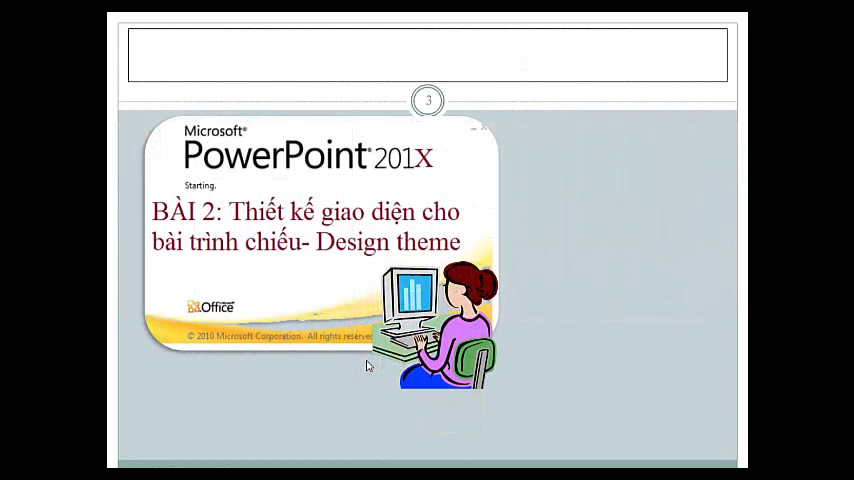 3
Microsoft®
PowerPoint® 201X
Starting.
BÀI 2: Thiết kế giao diện cho
bài trình chiếu- Design theme
Office
© 2010 Microsoft Corporation. All rights reserved